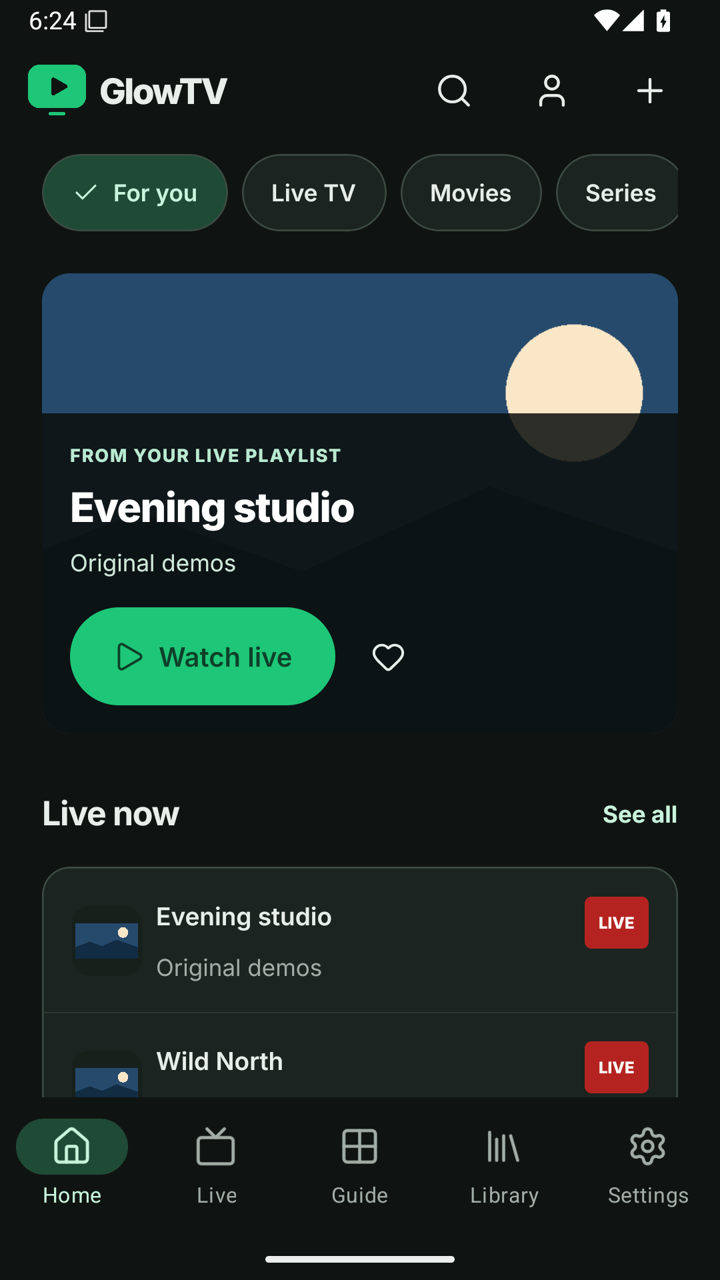 6:24
GlowTV
For you
Live TV
Movies
Series
FROM YOUR LIVE PLAYLIST
Evening studio
Original demos
Watch live
Live now
See all
Evening studio
LIVE
Original demos
Wild North
LIVE
Home
Live
Guide
Library
Settings